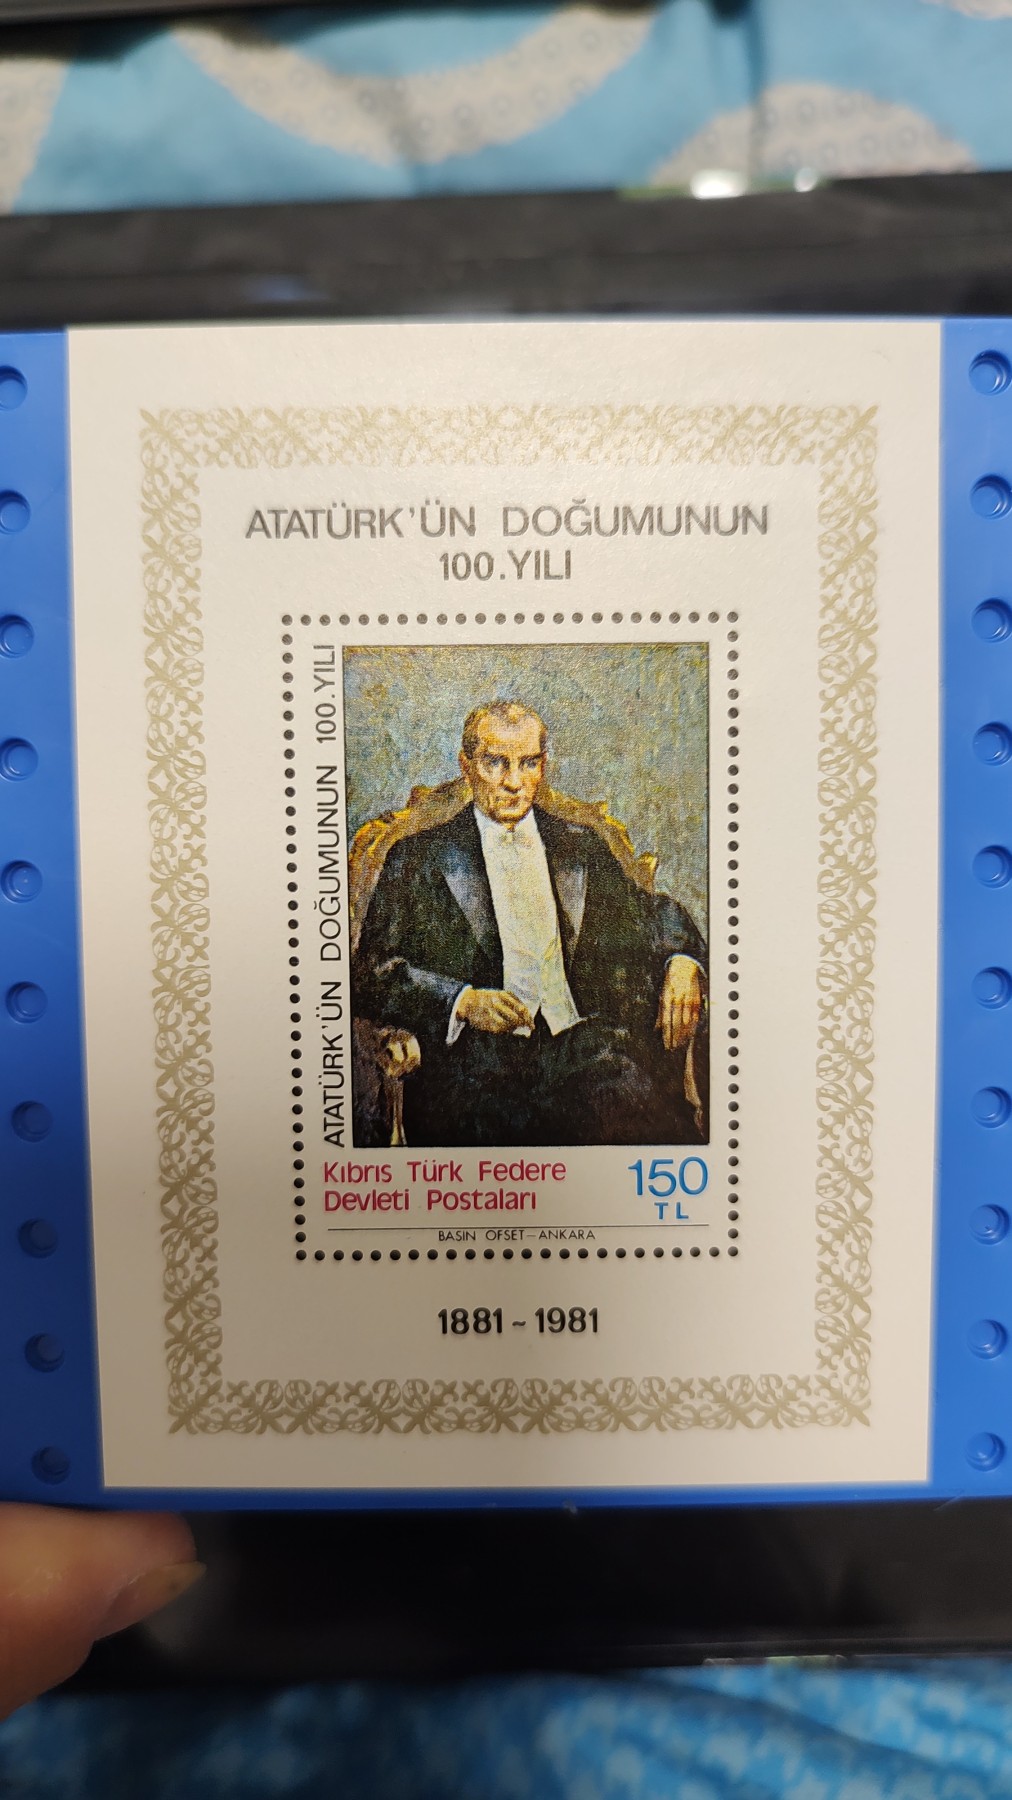 ATATÜRK'ÜN DOĞUMUNUN
100.YILI
ATATÜRK'ÜN DOĞUMUNUN 100.YILI
Kıbrıs Türk Federe
Devleti Postaları
150
TL
BASIN OFSET–ANKARA
1881~1981